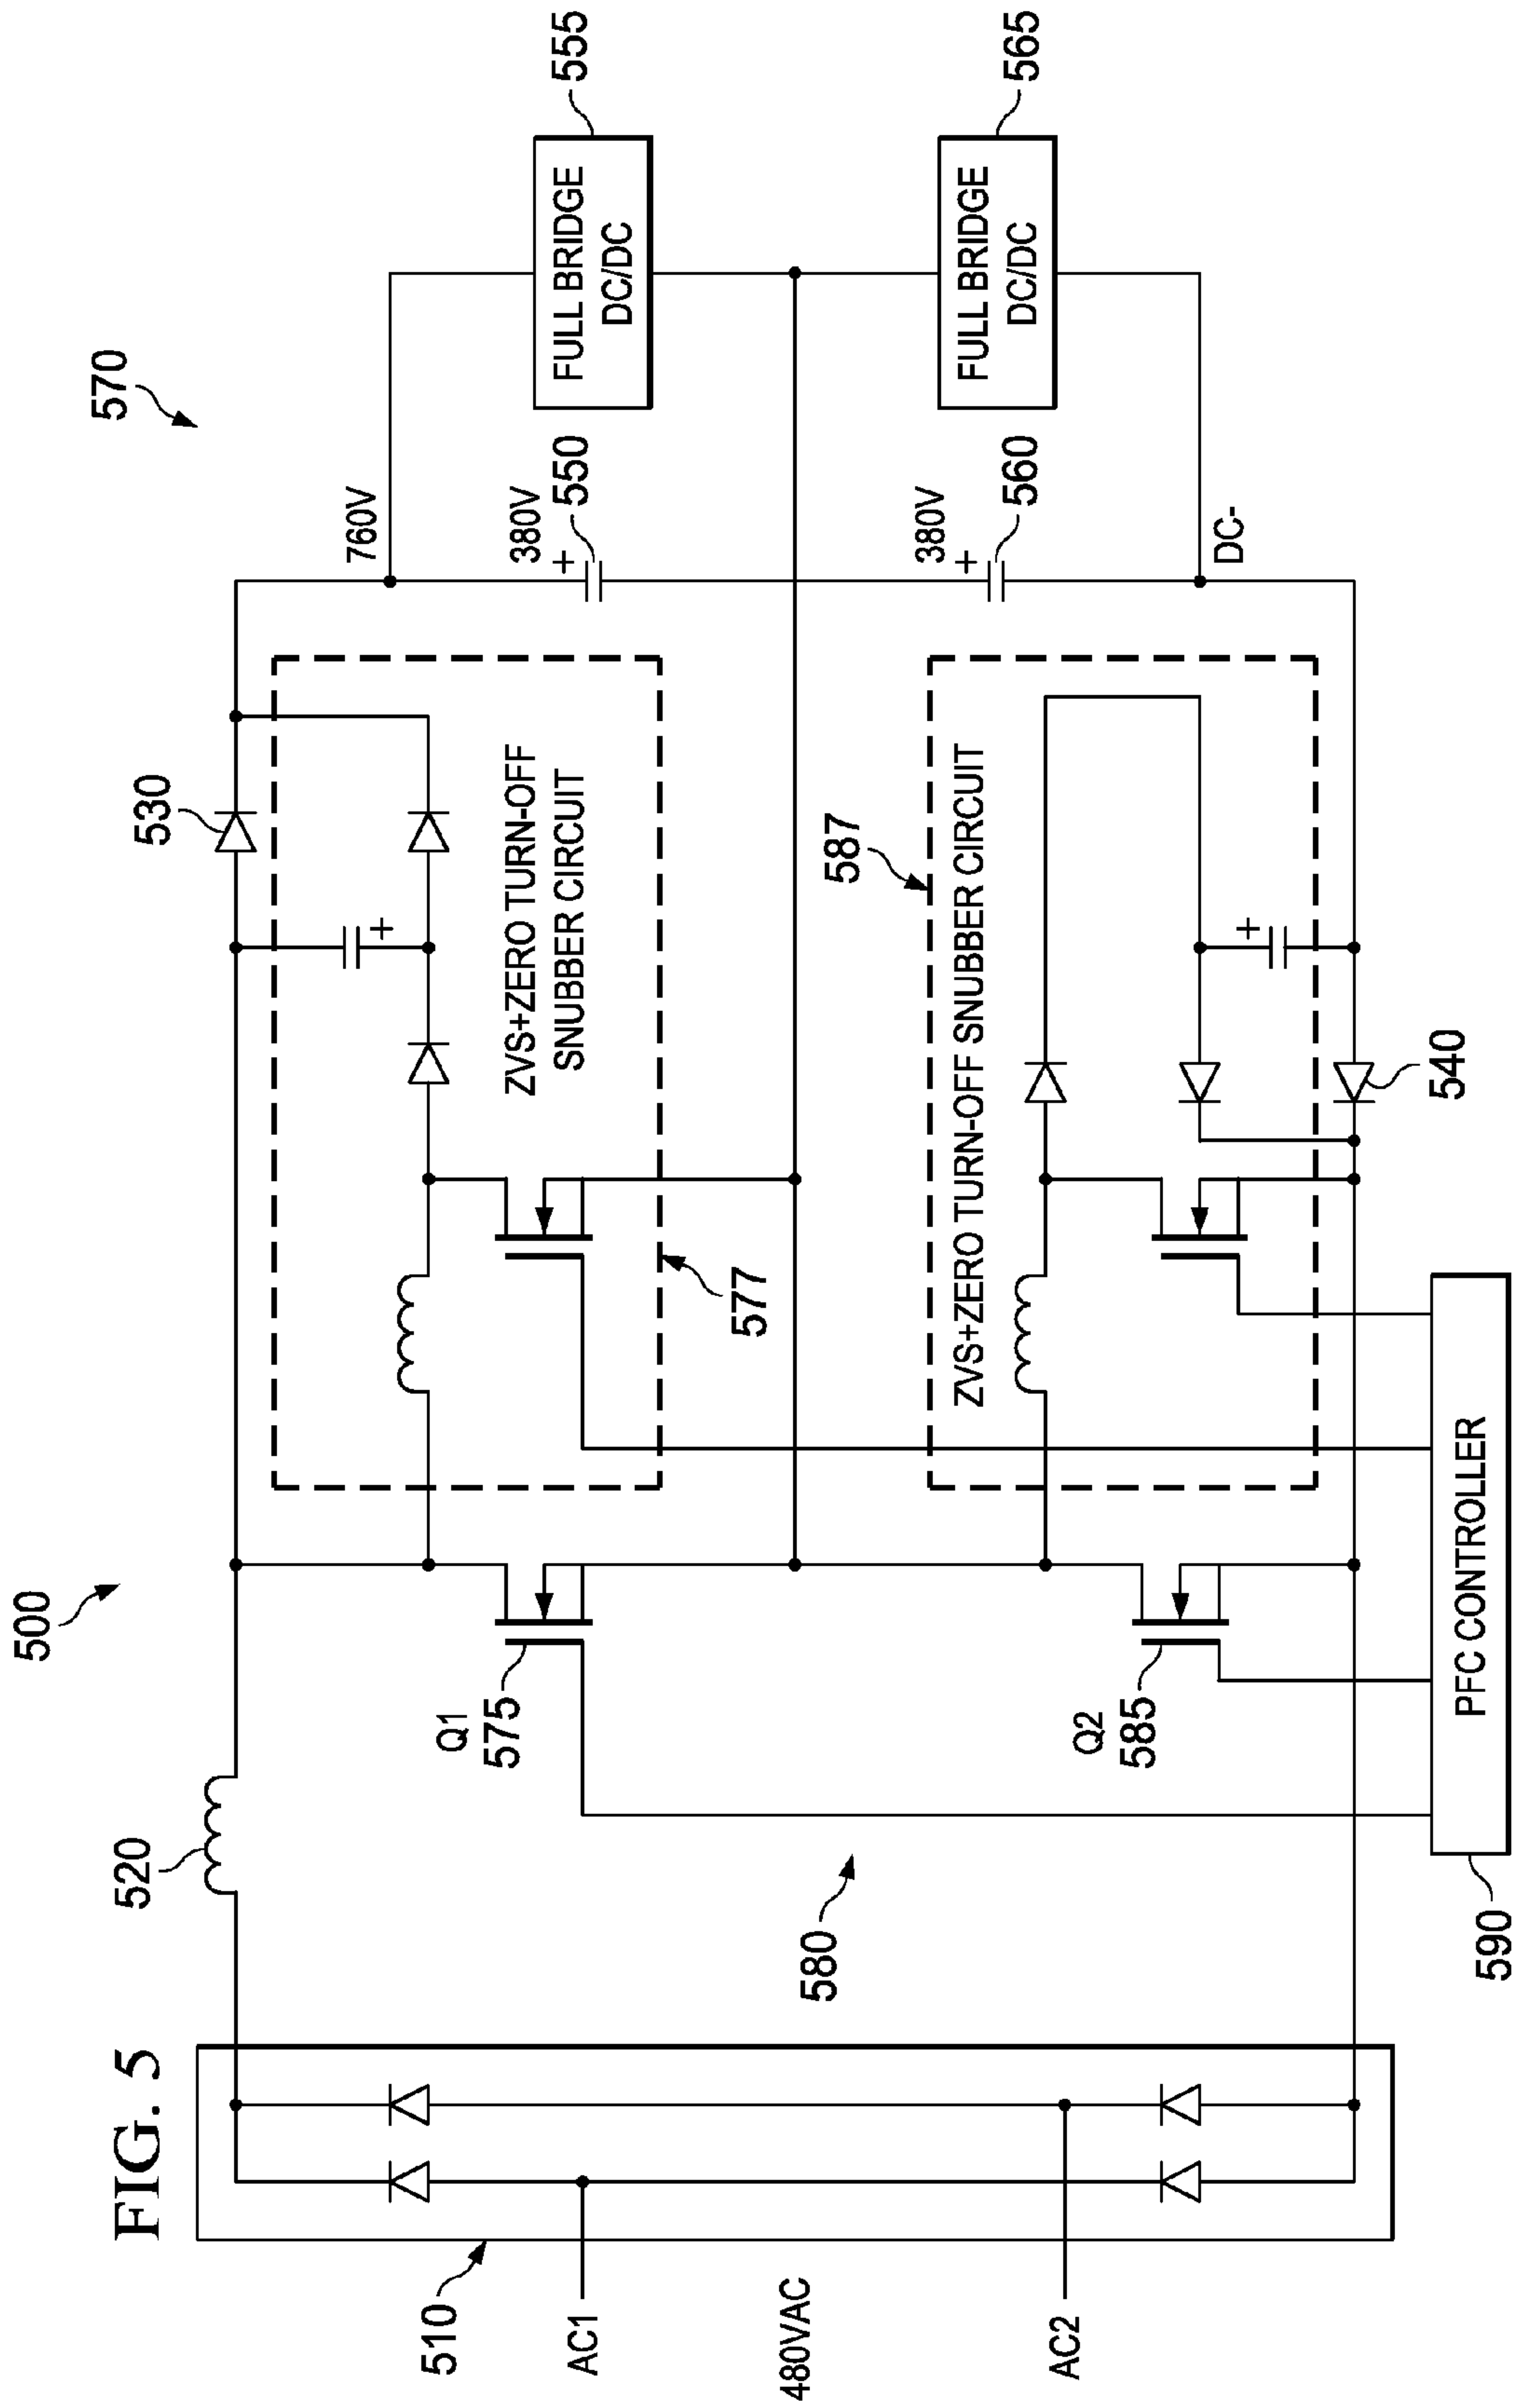 FIG. 5
500
570
510
AC1
480VAC
AC2
520
530
760V
380V
+
550
380V
+
560
DC-
FULL BRIDGE
DC/DC
555
FULL BRIDGE
DC/DC
565
+
ZVS+ZERO TURN-OFF
SNUBBER CIRCUIT
577
587
ZVS+ZERO TURN-OFF SNUBBER CIRCUIT
+
540
Q1
575
Q2
585
580
PFC CONTROLLER
590